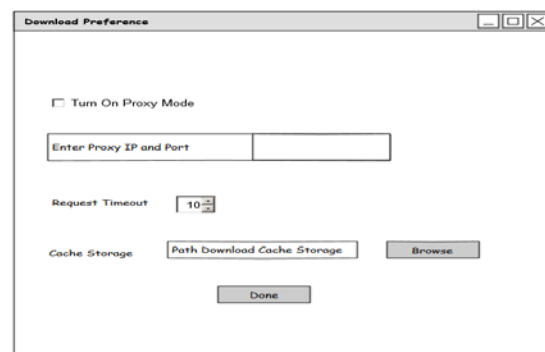 Download Preference
Turn On Proxy Mode
Enter Proxy IP and Port
Request Timeout 10
Cache Storage Path Download Cache Storage Browse
Done